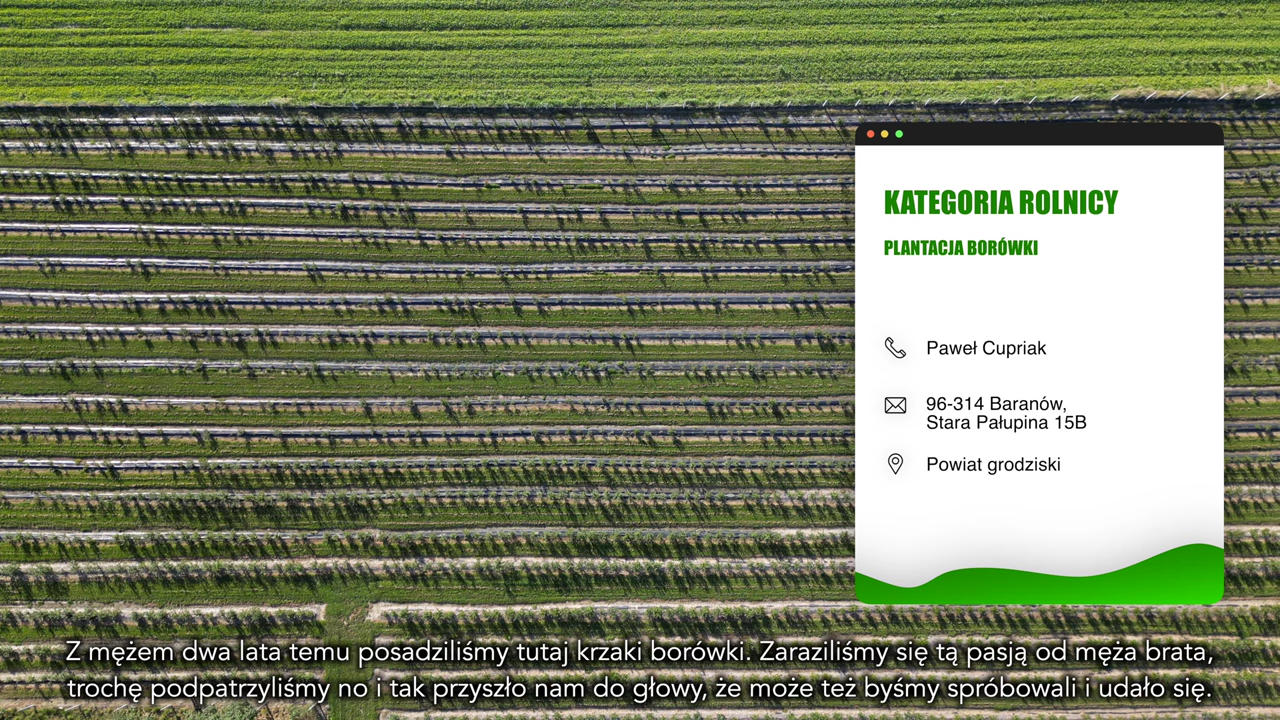 KATEGORIA ROLNICY
PLANTACJA BORÓWKI
Paweł Cupriak
96-314 Baranów,
Stara Pałupina 15B
Powiat grodziski
Z mężem dwa lata temu posadziliśmy tutaj krzaki borówki. Zaraziliśmy się tą pasją od męża brata,
trochę podpatrzyliśmy no i tak przyszło nam do głowy, że może też byśmy spróbowali i udało się.